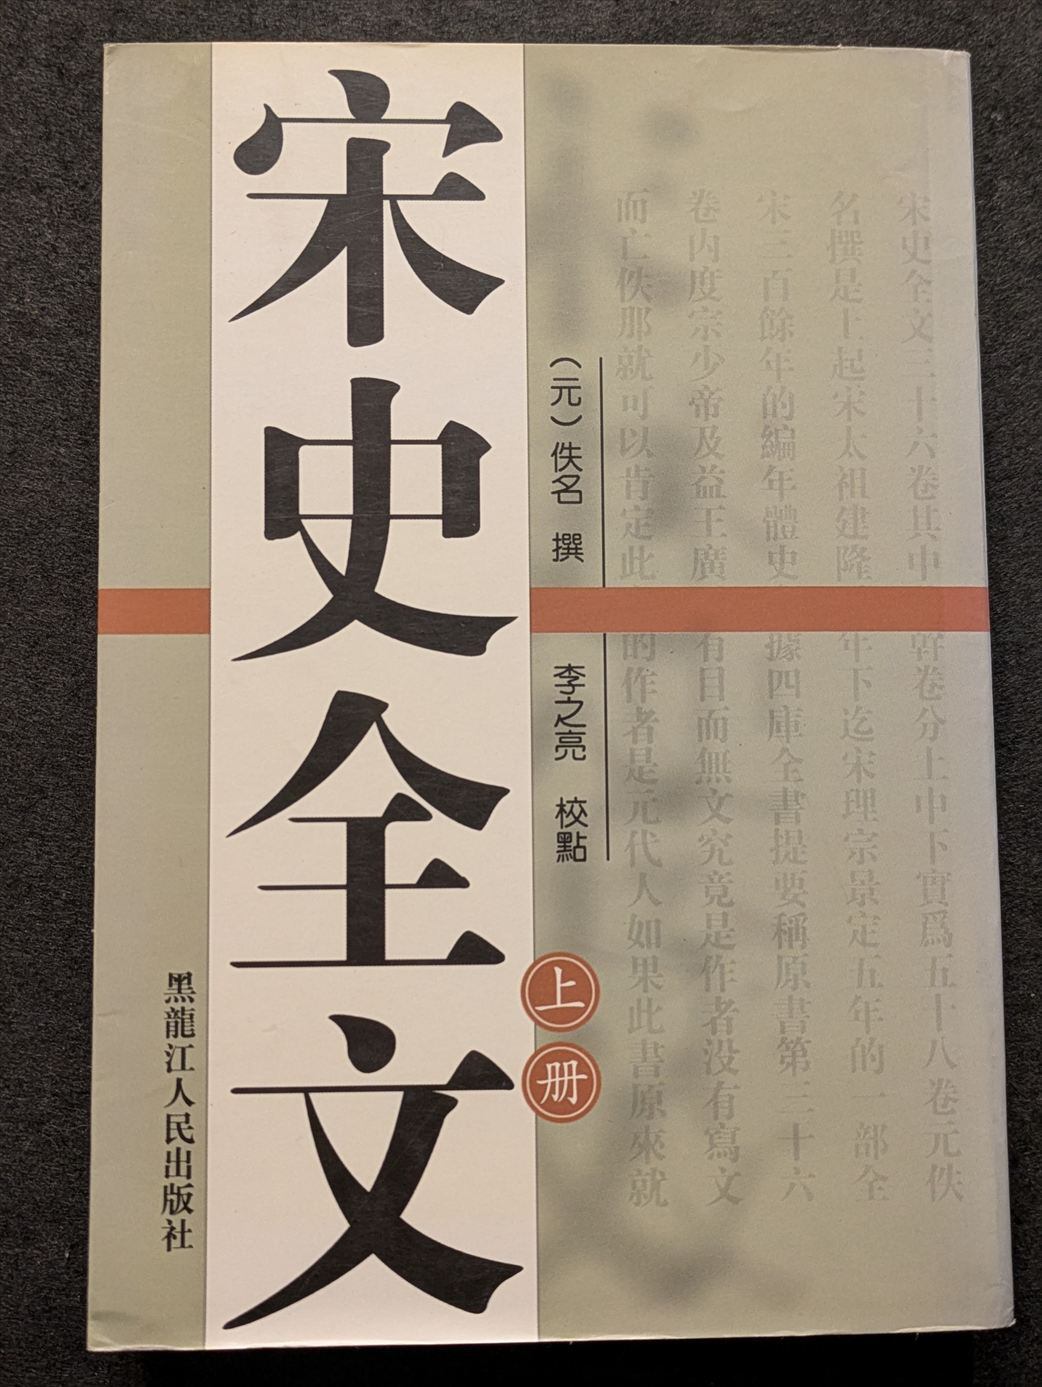 宋史全文
(元)佚名 撰
李之亮 校點
上册
黑龍江人民出版社
宋史全文三十六卷其中
幹卷分上中下實爲五十八卷元佚
名撰是上起宋太祖建隆
年下迄宋理宗景定五年的一部全
宋三百餘年的編年體史
據四庫全書提要稱原書第三十六
卷内度宗少帝及益王廣
有目而無文究竟是作者没有寫文
而亡佚那就可以肯定此
的作者是元代人如果此書原來就